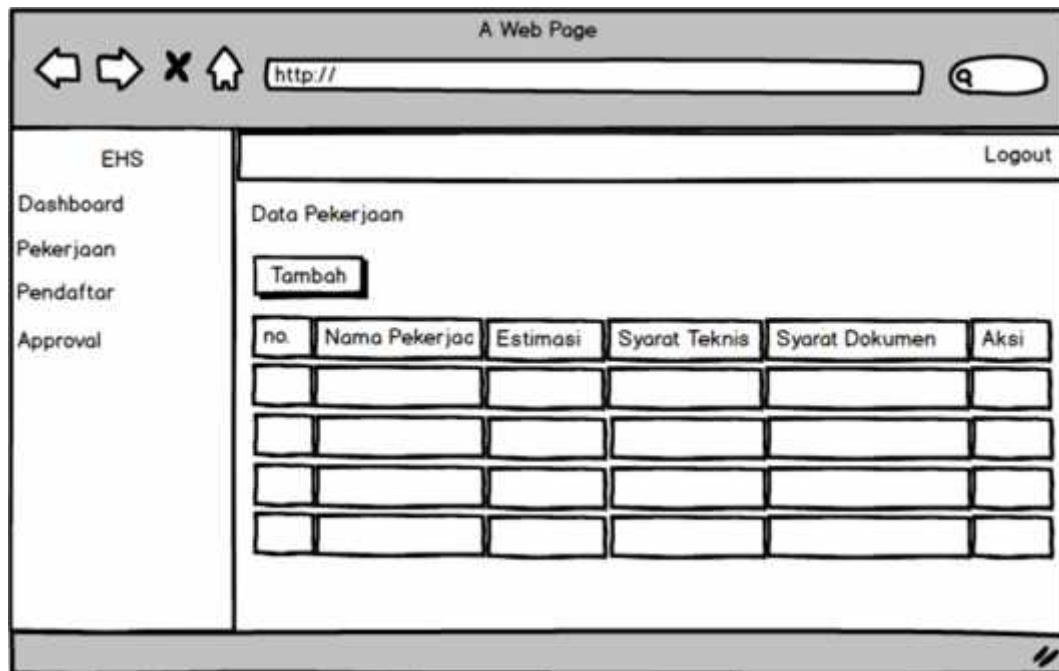 A Web Page
http://
EHS
Logout
Dashboard
Pekerjaan
Pendaftar
Approval
Data Pekerjaan
Tambah
no. Nama Pekerjac Estimasi Syarat Teknis Syarat Dokumen Aksi